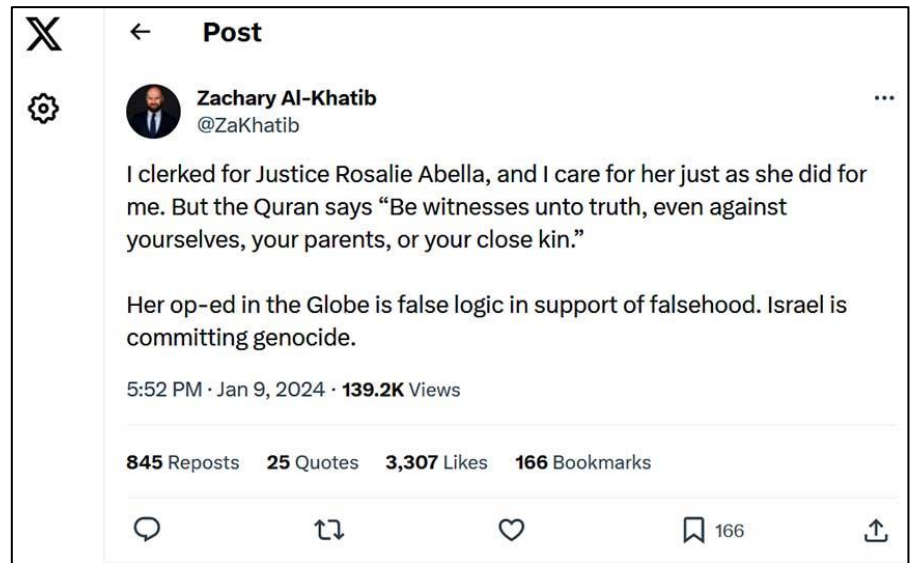 Post
Zachary Al-Khatib
@ZaKhatib
I clerked for Justice Rosalie Abella, and I care for her just as she did for
me. But the Quran says “Be witnesses unto truth, even against
yourselves, your parents, or your close kin.”
Her op-ed in the Globe is false logic in support of falsehood. Israel is
committing genocide.
5:52 PM · Jan 9, 2024 · 139.2K Views
845 Reposts 25 Quotes 3,307 Likes 166 Bookmarks
166